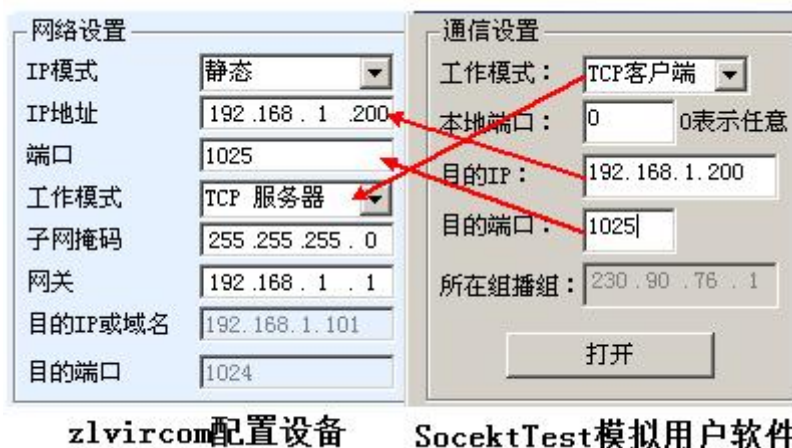 网络设置
IP模式 静态
IP地址 192 .168 . 1 .200
端口 1025
工作模式 TCP 服务器
子网掩码 255 .255 .255 . 0
网关 192 .168 . 1 . 1
目的IP或域名 192.168.1.101
目的端口 1024
zlvircom配置设备
通信设置
工作模式： TCP客户端
本地端口： 0 0表示任意
目的IP： 192.168.1.200
目的端口： 1025
所在组播组： 230 .90 .76 . 1
打开
SocektTest模拟用户软件